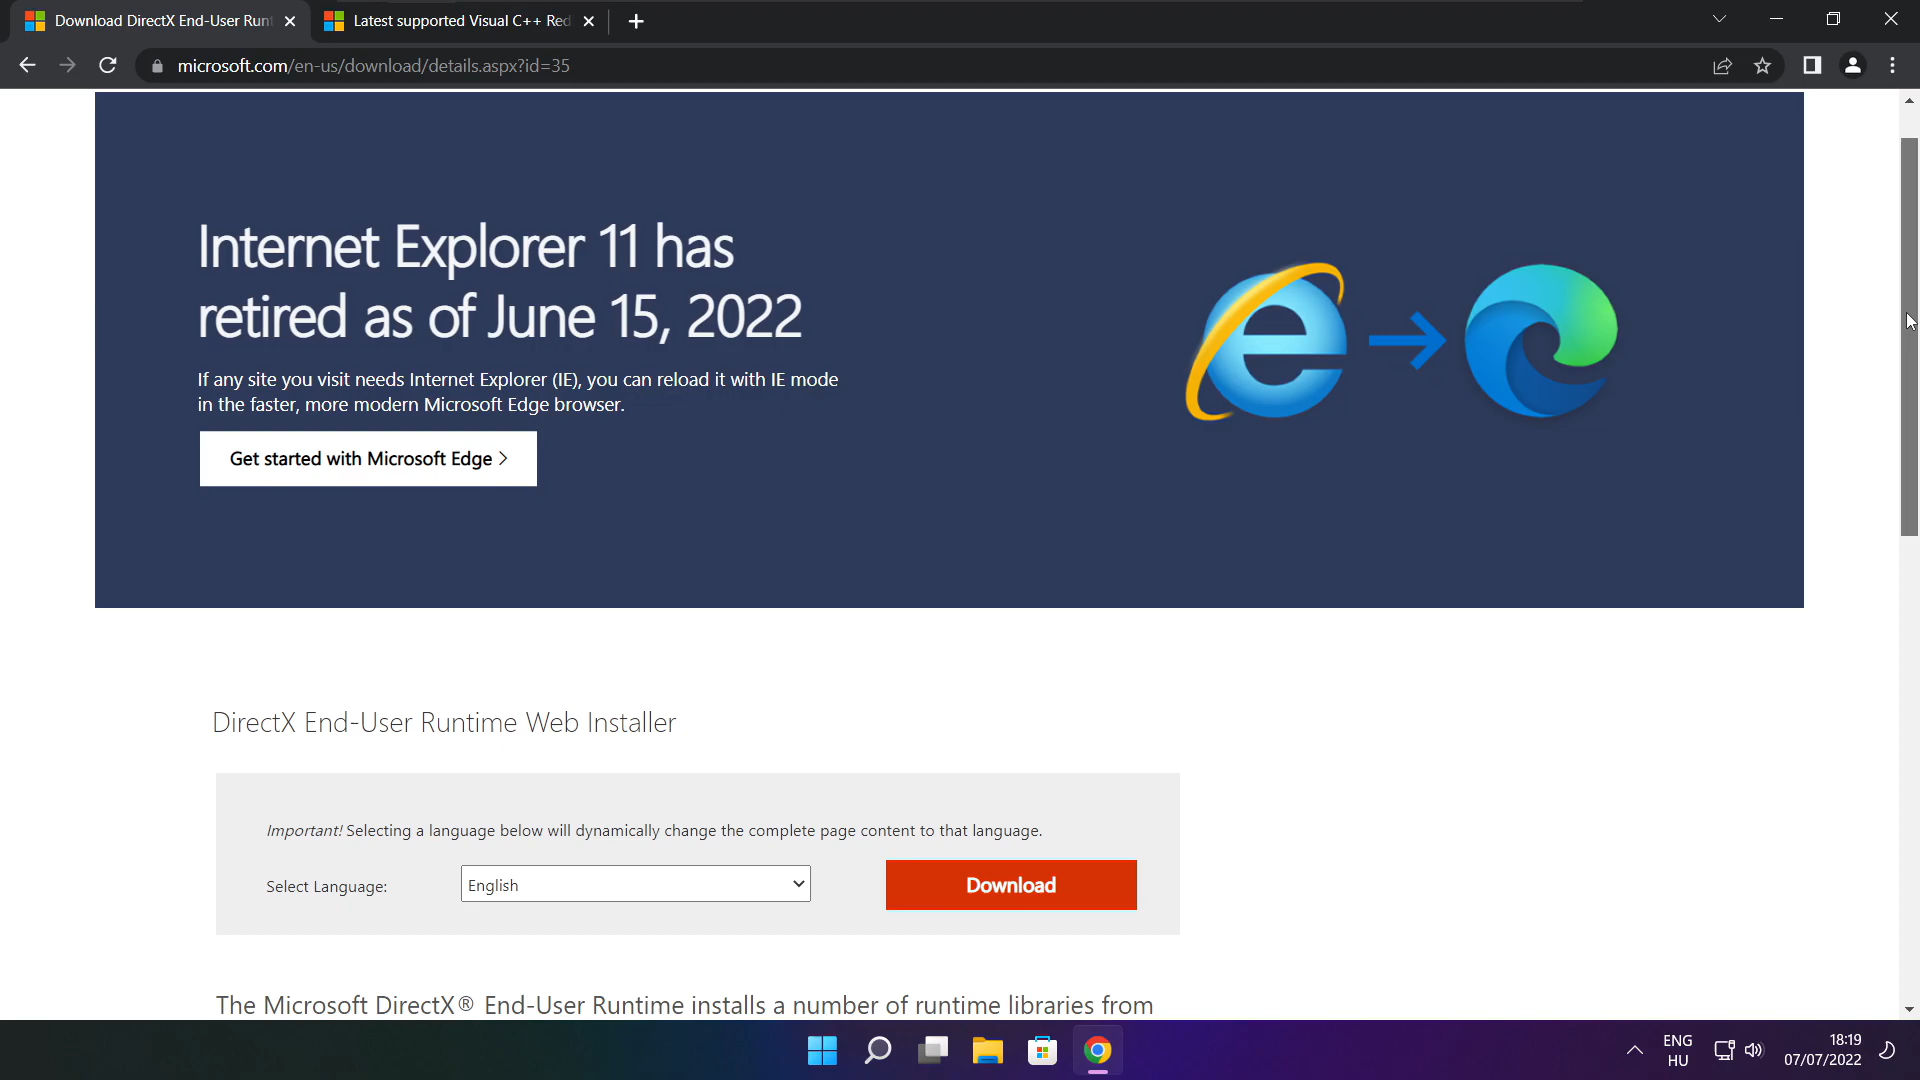 Download DirectX End-User Runt
Latest supported Visual C++ Red
microsoft.com/en-us/download/details.aspx?id=35
Internet Explorer 11 has
retired as of June 15, 2022
If any site you visit needs Internet Explorer (IE), you can reload it with IE mode
in the faster, more modern Microsoft Edge browser.
Get started with Microsoft Edge >
DirectX End-User Runtime Web Installer
Important! Selecting a language below will dynamically change the complete page content to that language.
Select Language:
English
Download
The Microsoft DirectX® End-User Runtime installs a number of runtime libraries from
ENG
HU
18:19
07/07/2022